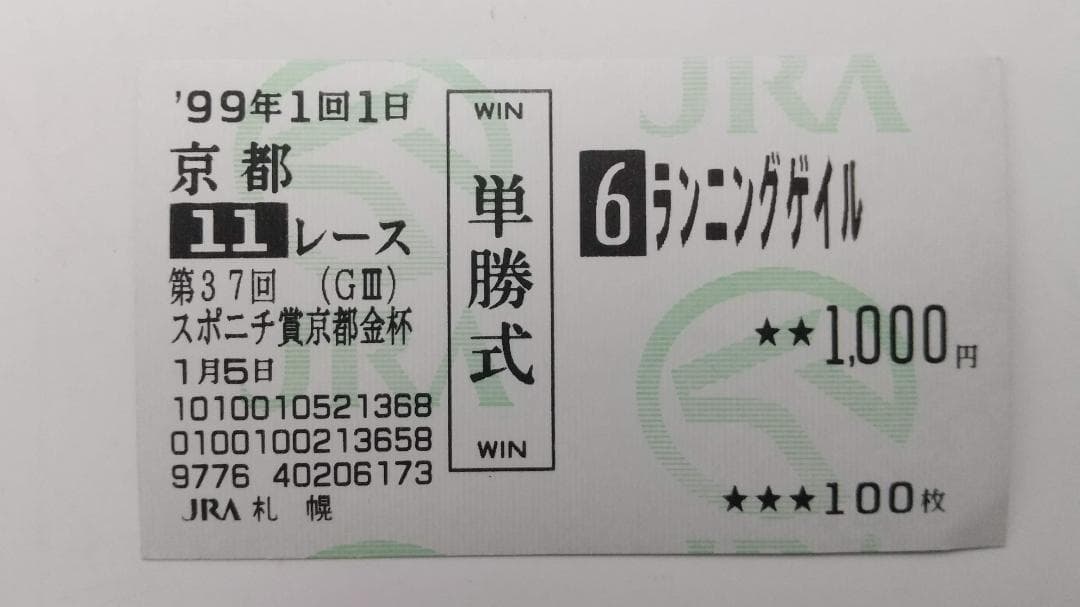 '99年1回1日
京都
11レース
第37回 (GⅢ)
スポニチ賞京都金杯
1月5日
1010010521368
0100100213658
9776 40206173
JRA 札幌
WIN
単勝式
WIN
JRA
6ランニングゲイル
★★1,000円
★★★100枚
JRA